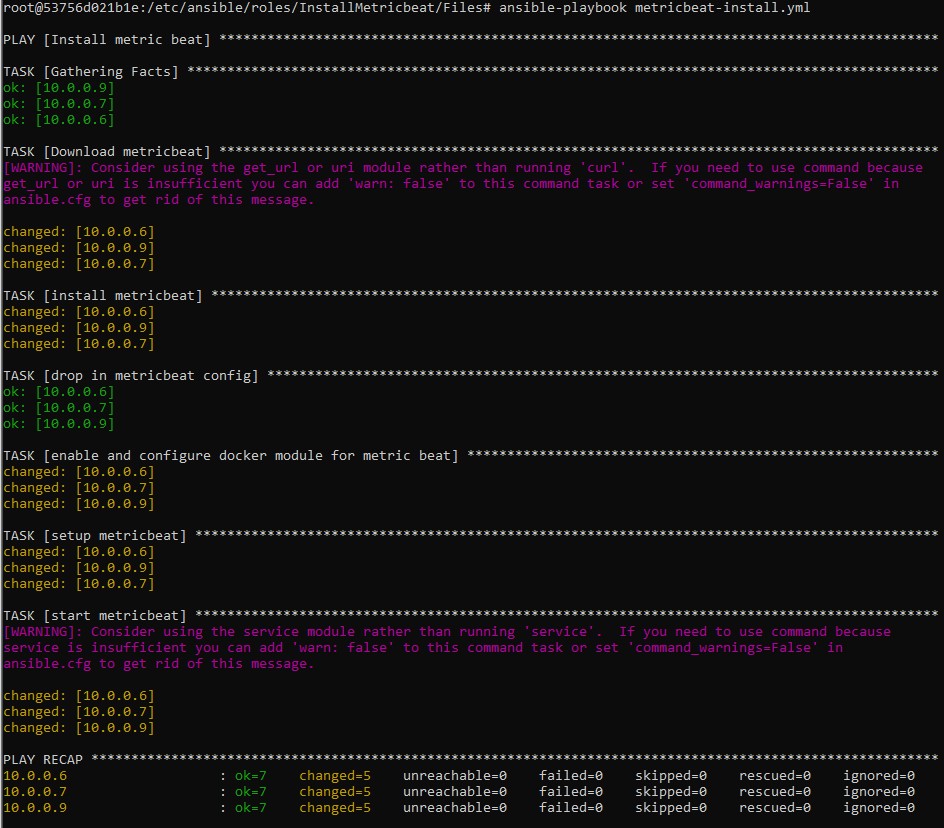 root@53756d021b1e:/etc/ansible/roles/InstallMetricbeat/Files# ansible-playbook metricbeat-install.yml
PLAY [Install metric beat] ******************************************************************************************
TASK [Gathering Facts] **********************************************************************************************
ok: [10.0.0.9]
ok: [10.0.0.7]
ok: [10.0.0.6]
TASK [Download metricbeat] ******************************************************************************************
[WARNING]: Consider using the get_url or uri module rather than running 'curl'.  If you need to use command because
get_url or uri is insufficient you can add 'warn: false' to this command task or set 'command_warnings=False' in
ansible.cfg to get rid of this message.
changed: [10.0.0.6]
changed: [10.0.0.9]
changed: [10.0.0.7]
TASK [install metricbeat] *******************************************************************************************
changed: [10.0.0.6]
changed: [10.0.0.9]
changed: [10.0.0.7]
TASK [drop in metricbeat config] ************************************************************************************
ok: [10.0.0.6]
ok: [10.0.0.7]
ok: [10.0.0.9]
TASK [enable and configure docker module for metric beat] ***********************************************************
changed: [10.0.0.6]
changed: [10.0.0.7]
changed: [10.0.0.9]
TASK [setup metricbeat] *********************************************************************************************
changed: [10.0.0.6]
changed: [10.0.0.9]
changed: [10.0.0.7]
TASK [start metricbeat] *********************************************************************************************
[WARNING]: Consider using the service module rather than running 'service'.  If you need to use command because
service is insufficient you can add 'warn: false' to this command task or set 'command_warnings=False' in
ansible.cfg to get rid of this message.
changed: [10.0.0.6]
changed: [10.0.0.7]
changed: [10.0.0.9]
PLAY RECAP **********************************************************************************************************
10.0.0.6                   : ok=7    changed=5    unreachable=0    failed=0    skipped=0    rescued=0    ignored=0
10.0.0.7                   : ok=7    changed=5    unreachable=0    failed=0    skipped=0    rescued=0    ignored=0
10.0.0.9                   : ok=7    changed=5    unreachable=0    failed=0    skipped=0    rescued=0    ignored=0